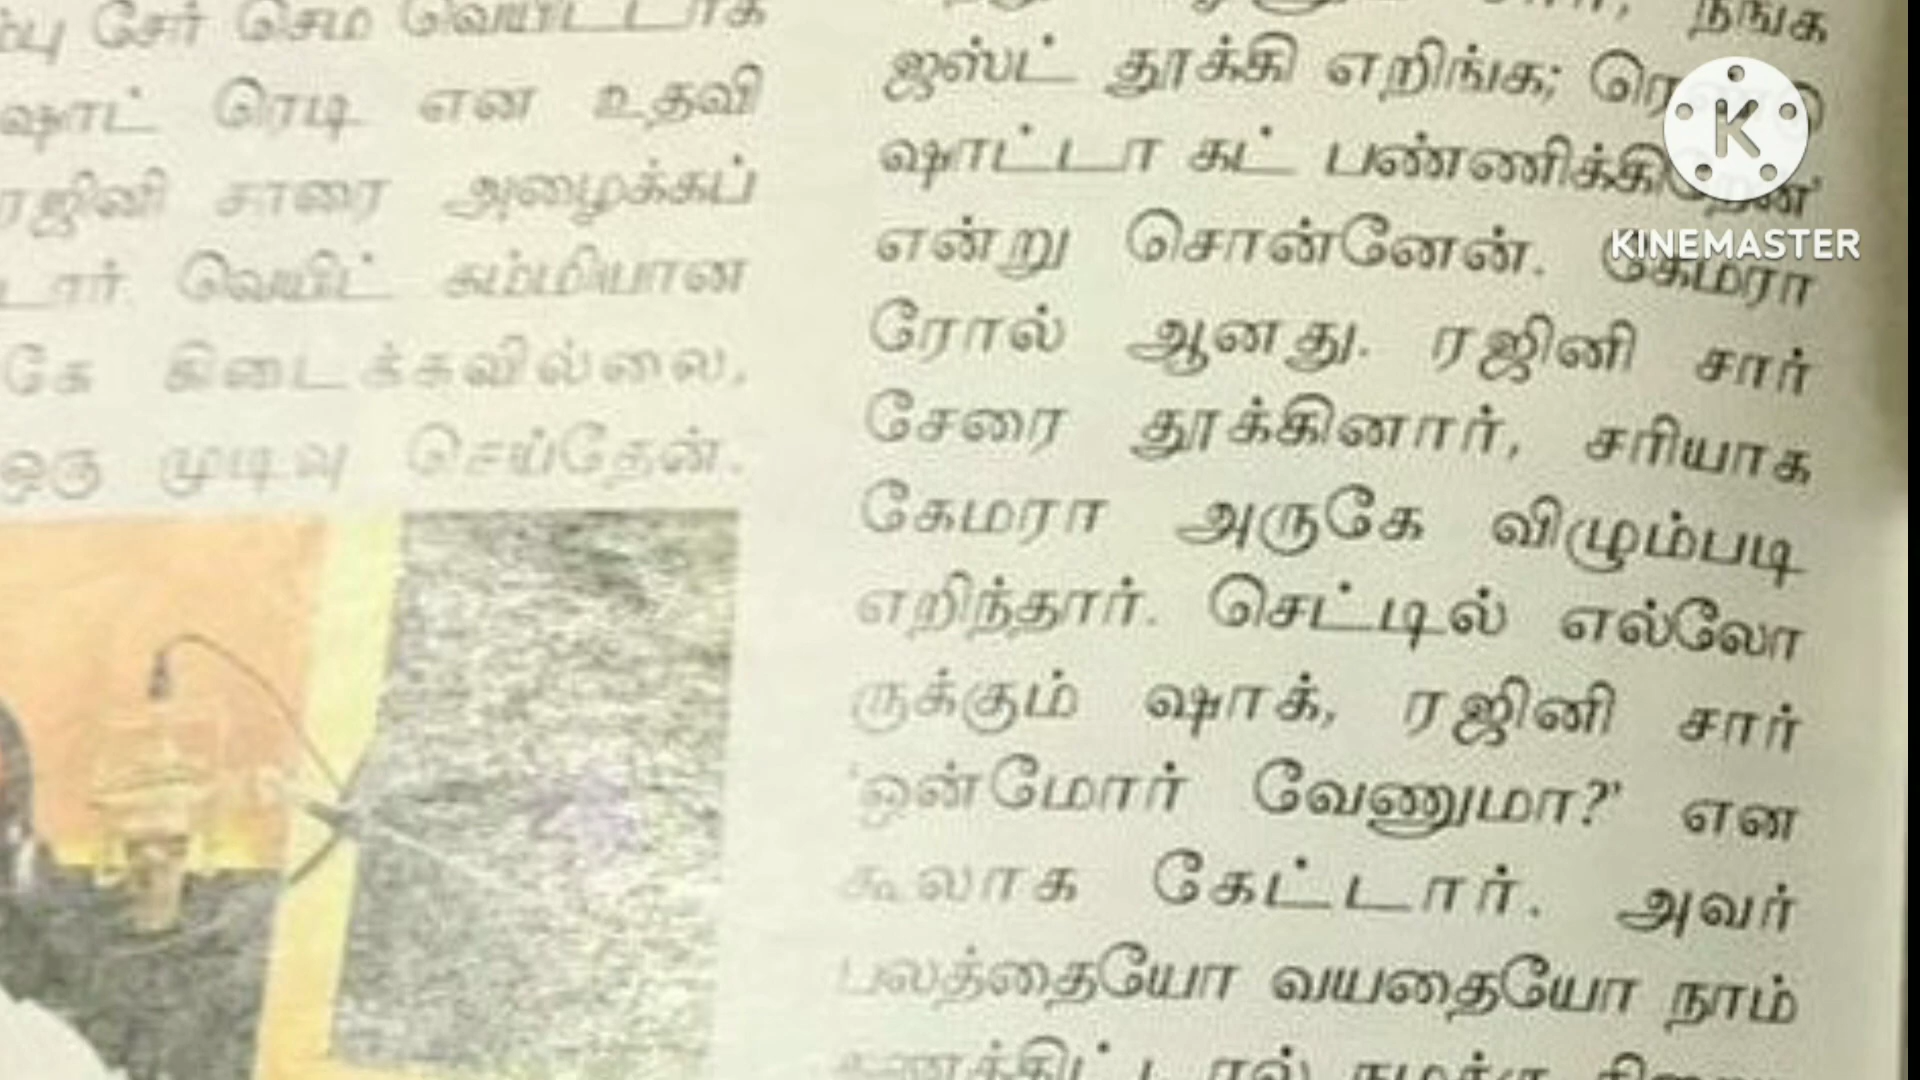 சேர் செம வெயிட்டாக
ஷாட் ரெடி என உதவி
ரஜினி சாரை அழைக்கப்
டார். வெயிட் கம்மியான
கிடைக்கவில்லை,
ஒரு முடிவு செய்தேன்.
நீங்க
ஜஸ்ட் தூக்கி எறிங்க;
ஷாட்டா கட் பண்ணிக்கிறேன்'
என்று சொன்னேன். கேமரா
ரோல் ஆனது. ரஜினி சார்
சேரை தூக்கினார், சரியாக
கேமரா அருகே விழும்படி
எறிந்தார். செட்டில் எல்லோ
ருக்கும் ஷாக், ரஜினி சார்
'ஒன்மோர் வேணுமா?' என
கூலாக கேட்டார். அவர்
பலத்தையோ வயதையோ நாம்
K
KINEMASTER